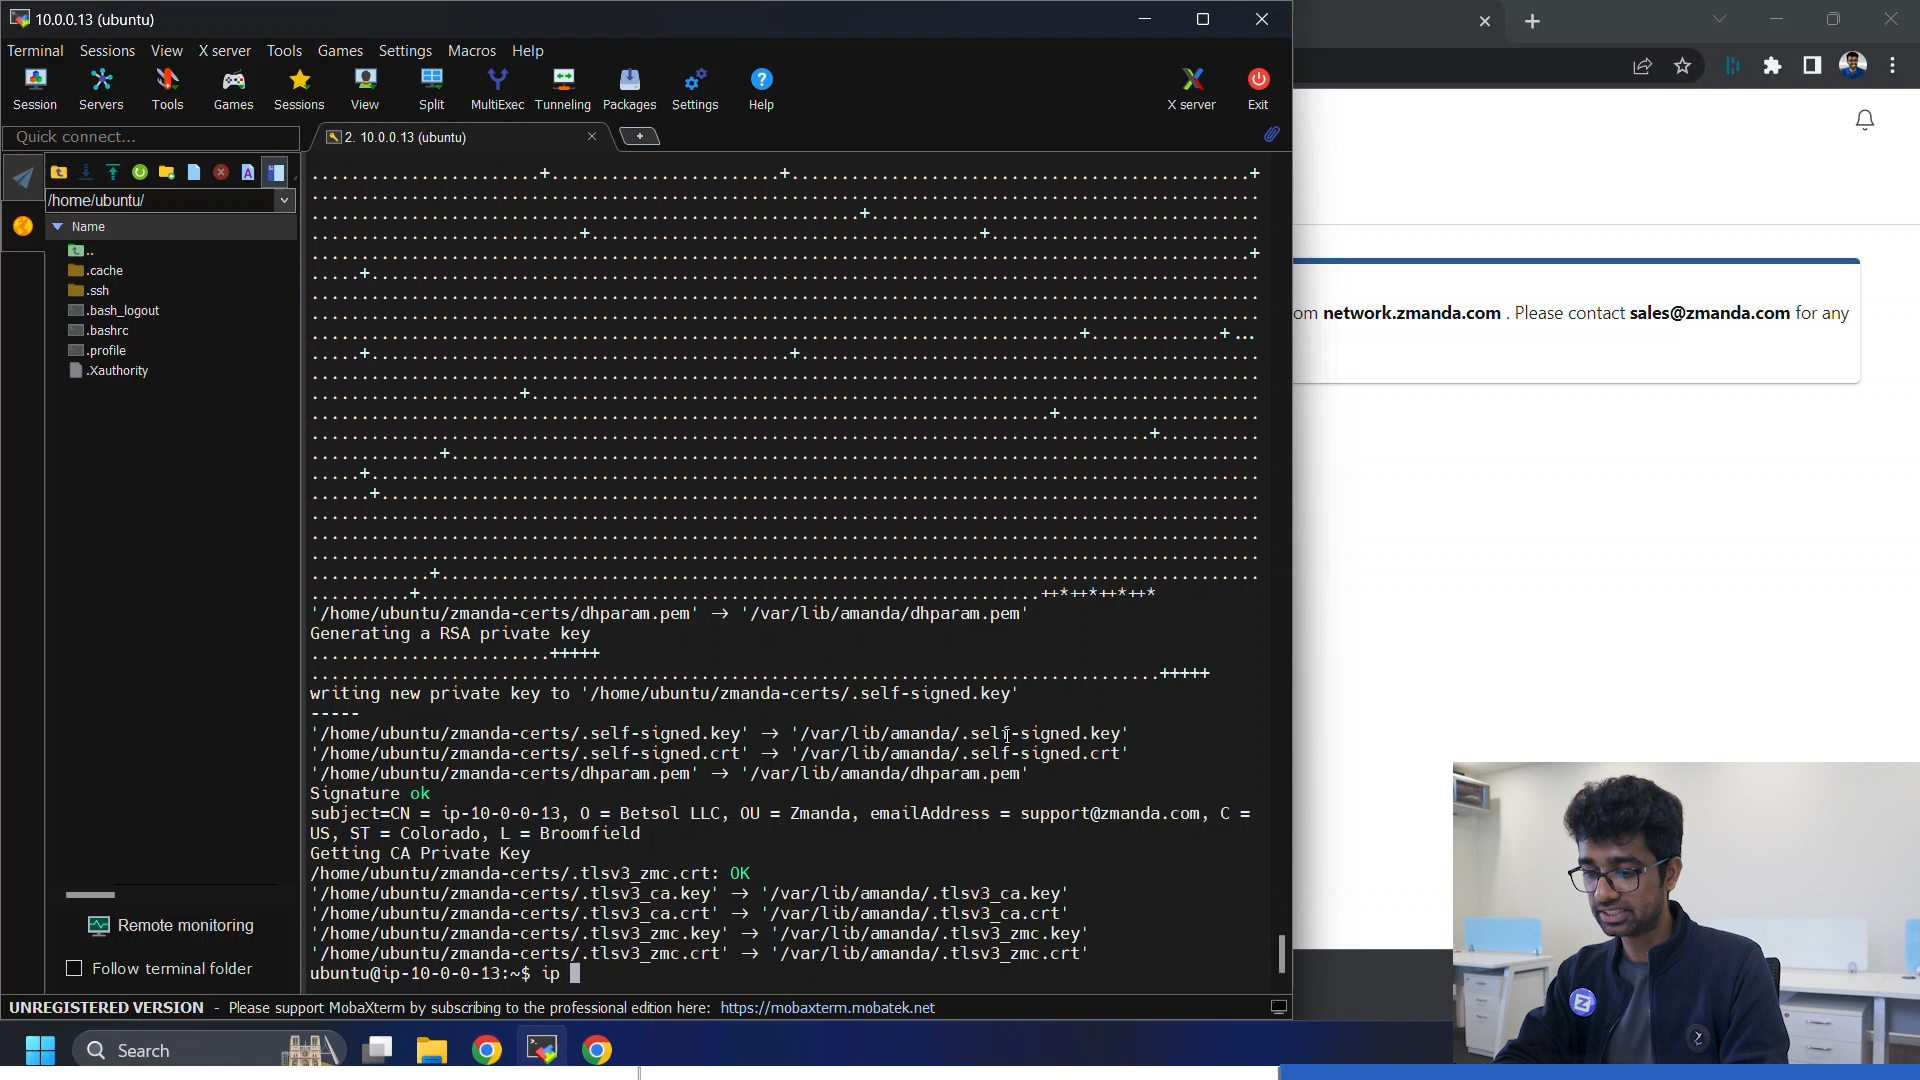 10.0.0.13 (ubuntu)
Terminal Sessions View X server Tools Games Settings Macros Help
Session Servers Tools Games Sessions View Split MultiExec Tunneling Packages Settings Help X server Exit
Quick connect...
2. 10.0.0.13 (ubuntu)
/home/ubuntu/
Name
..
.cache
.ssh
.bash_logout
.bashrc
.profile
.Xauthority
om network.zmanda.com . Please contact sales@zmanda.com for any
'/home/ubuntu/zmanda-certs/dhparam.pem' -> '/var/lib/amanda/dhparam.pem'
Generating a RSA private key
........................+++++
.....................................................................................+++++
writing new private key to '/home/ubuntu/zmanda-certs/.self-signed.key'
-----
'/home/ubuntu/zmanda-certs/.self-signed.key' -> '/var/lib/amanda/.self-signed.key'
'/home/ubuntu/zmanda-certs/.self-signed.crt' -> '/var/lib/amanda/.self-signed.crt'
'/home/ubuntu/zmanda-certs/dhparam.pem' -> '/var/lib/amanda/dhparam.pem'
Signature ok
subject=CN = ip-10-0-0-13, O = Betsol LLC, OU = Zmanda, emailAddress = support@zmanda.com, C =
US, ST = Colorado, L = Broomfield
Getting CA Private Key
/home/ubuntu/zmanda-certs/.tlsv3_zmc.crt: OK
'/home/ubuntu/zmanda-certs/.tlsv3_ca.key' -> '/var/lib/amanda/.tlsv3_ca.key'
'/home/ubuntu/zmanda-certs/.tlsv3_ca.crt' -> '/var/lib/amanda/.tlsv3_ca.crt'
'/home/ubuntu/zmanda-certs/.tlsv3_zmc.key' -> '/var/lib/amanda/.tlsv3_zmc.key'
'/home/ubuntu/zmanda-certs/.tlsv3_zmc.crt' -> '/var/lib/amanda/.tlsv3_zmc.crt'
ubuntu@ip-10-0-0-13:~$ ip
Remote monitoring
Follow terminal folder
UNREGISTERED VERSION - Please support MobaXterm by subscribing to the professional edition here: https://mobaxterm.mobatek.net
Search